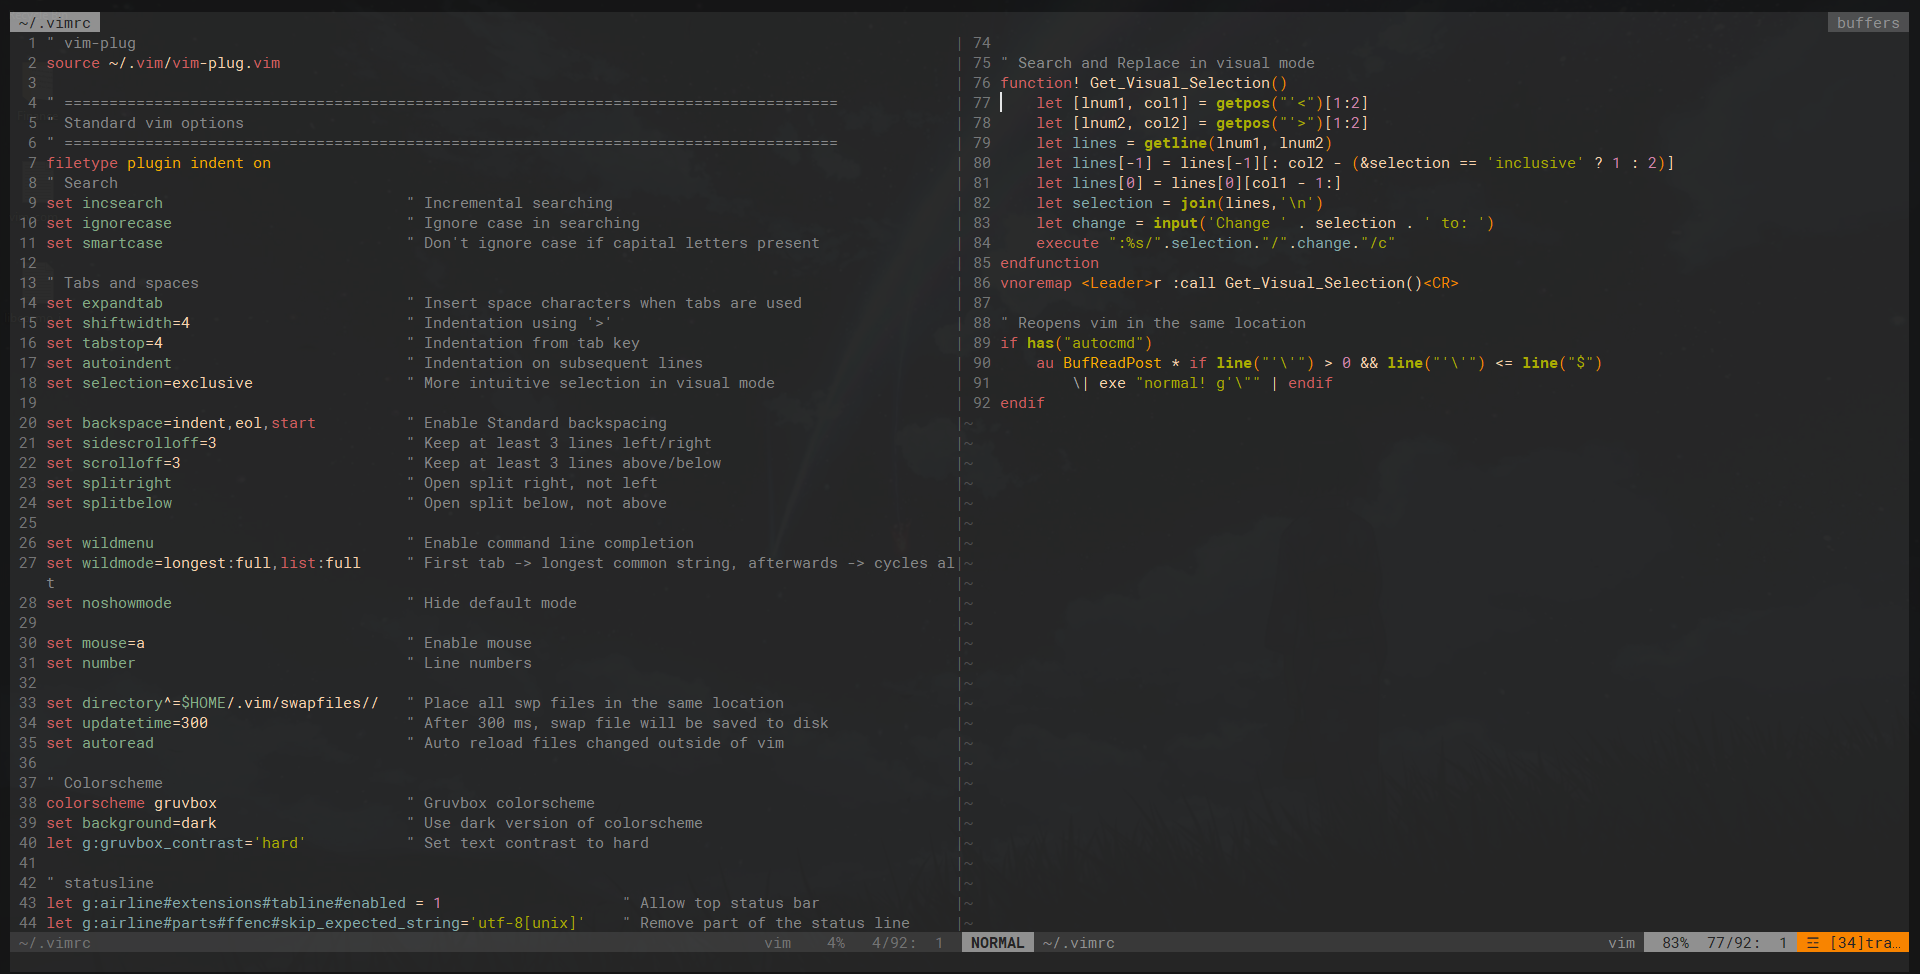 ~/.vimrc
buffers
1 " vim-plug
2 source ~/.vim/vim-plug.vim
3
4 " ======================================================================================
5 " Standard vim options
6 " ======================================================================================
7 filetype plugin indent on
8 " Search
9 set incsearch " Incremental searching
10 set ignorecase " Ignore case in searching
11 set smartcase " Don't ignore case if capital letters present
12
13 " Tabs and spaces
14 set expandtab " Insert space characters when tabs are used
15 set shiftwidth=4 " Indentation using '>'
16 set tabstop=4 " Indentation from tab key
17 set autoindent " Indentation on subsequent lines
18 set selection=exclusive " More intuitive selection in visual mode
19
20 set backspace=indent,eol,start " Enable Standard backspacing
21 set sidescrolloff=3 " Keep at least 3 lines left/right
22 set scrolloff=3 " Keep at least 3 lines above/below
23 set splitright " Open split right, not left
24 set splitbelow " Open split below, not above
25
26 set wildmenu " Enable command line completion
27 set wildmode=longest:full,list:full " First tab -> longest common string, afterwards -> cycles al
t
28 set noshowmode " Hide default mode
29
30 set mouse=a " Enable mouse
31 set number " Line numbers
32
33 set directory^=$HOME/.vim/swapfiles// " Place all swp files in the same location
34 set updatetime=300 " After 300 ms, swap file will be saved to disk
35 set autoread " Auto reload files changed outside of vim
36
37 " Colorscheme
38 colorscheme gruvbox " Gruvbox colorscheme
39 set background=dark " Use dark version of colorscheme
40 let g:gruvbox_contrast='hard' " Set text contrast to hard
41
42 " statusline
43 let g:airline#extensions#tabline#enabled = 1 " Allow top status bar
44 let g:airline#parts#ffenc#skip_expected_string='utf-8[unix]' " Remove part of the status line
~/.vimrc vim 4% 4/92: 1
74
75 " Search and Replace in visual mode
76 function! Get_Visual_Selection()
77 let [lnum1, col1] = getpos("'<")[1:2]
78 let [lnum2, col2] = getpos("'>")[1:2]
79 let lines = getline(lnum1, lnum2)
80 let lines[-1] = lines[-1][: col2 - (&selection == 'inclusive' ? 1 : 2)]
81 let lines[0] = lines[0][col1 - 1:]
82 let selection = join(lines,'\n')
83 let change = input('Change ' . selection . ' to: ')
84 execute ":%s/".selection."/".change."/c"
85 endfunction
86 vnoremap <Leader>r :call Get_Visual_Selection()<CR>
87
88 " Reopens vim in the same location
89 if has("autocmd")
90 au BufReadPost * if line("'\'") > 0 && line("'\'") <= line("$")
91 \| exe "normal! g'\"" | endif
92 endif
NORMAL ~/.vimrc vim 83% 77/92: 1 ☲ [34]tra…